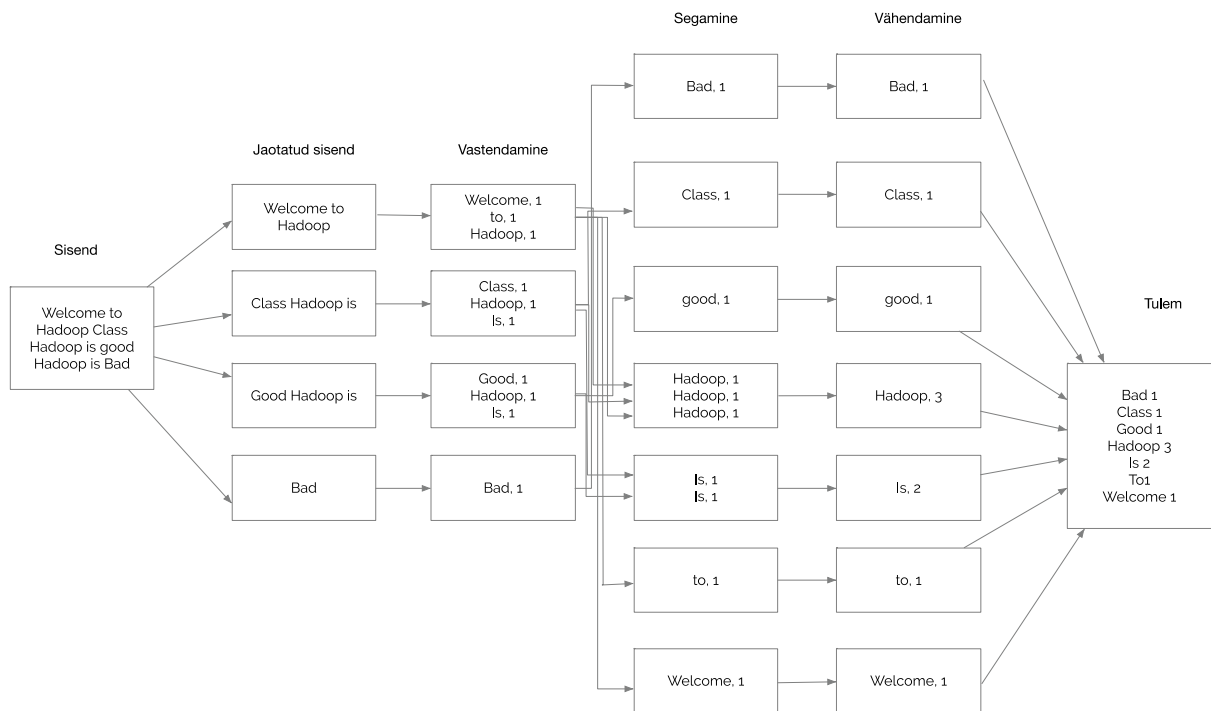 Sisend
Welcome to
Hadoop Class
Hadoop is good
Hadoop is Bad
Jaotatud sisend
Welcome to
Hadoop
Class Hadoop is
Good Hadoop is
Bad
Vastendamine
Welcome, 1
to, 1
Hadoop, 1
Class, 1
Hadoop, 1
Is, 1
Good, 1
Hadoop, 1
Is, 1
Bad, 1
Segamine
Bad, 1
Class, 1
good, 1
Hadoop, 1
Hadoop, 1
Hadoop, 1
Is, 1
Is, 1
to, 1
Welcome, 1
Vähendamine
Bad, 1
Class, 1
good, 1
Hadoop, 3
Is, 2
to, 1
Welcome, 1
Tulem
Bad 1
Class 1
Good 1
Hadoop 3
Is 2
To1
Welcome 1